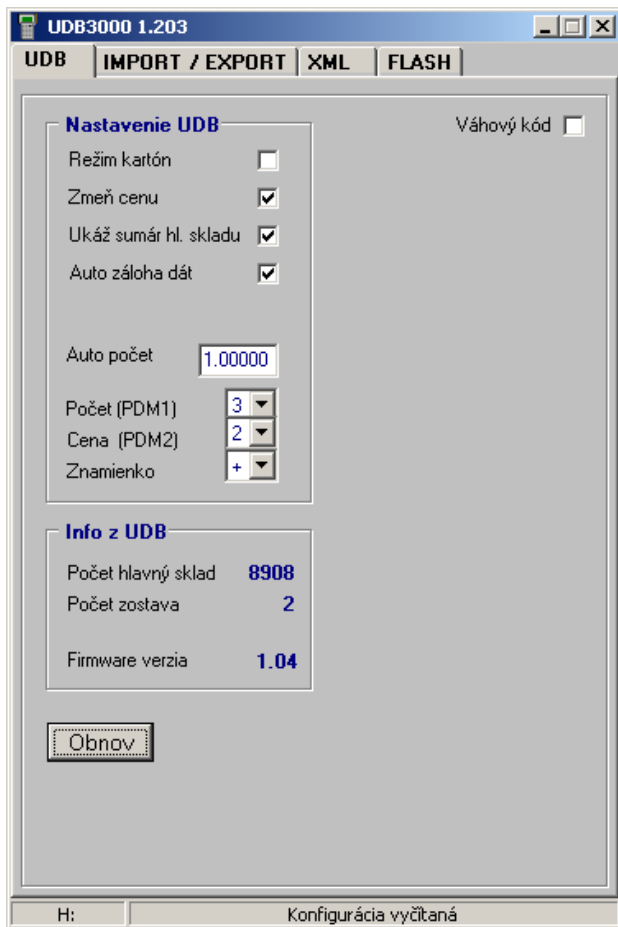 UDB3000 1.203
UDB IMPORT / EXPORT XML FLASH
Nastavenie UDB Váhový kód
Režim kartón
Zmeň cenu
Ukáž sumár hl. skladu
Auto záloha dát
Auto počet 1.00000
Počet (PDM1) 3
Cena (PDM2) 2
Znamienko +
Info z UDB
Počet hlavný sklad 8908
Počet zostava 2
Firmware verzia 1.04
Obnov
H: Konfigurácia vyčítaná